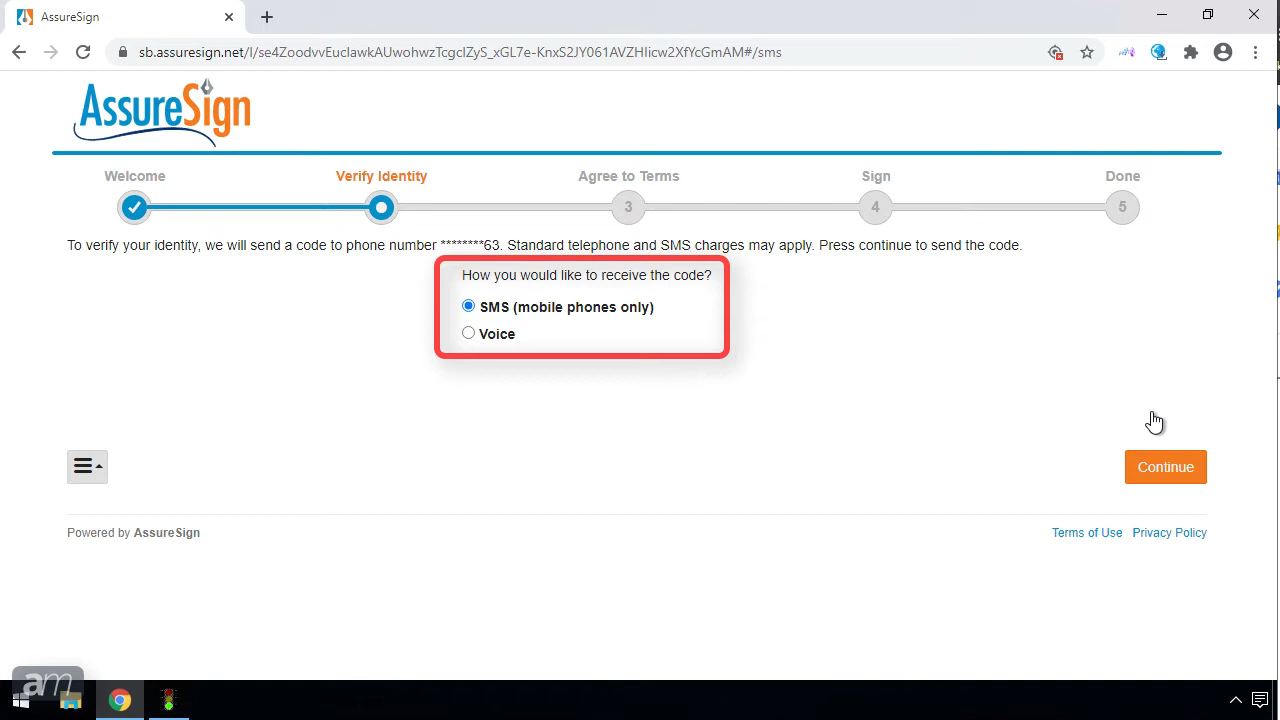 AssureSign
sb.assuresign.net/l/se4ZoodvvEucIawkAUwohwzTcgcIZyS_xGL7e-KnxS2JY061AVZHIicw2XfYcGmAM#/sms
AssureSign
Welcome
Verify Identity
Agree to Terms
Sign
Done
3
4
5
To verify your identity, we will send a code to phone number ********63. Standard telephone and SMS charges may apply. Press continue to send the code.
How you would like to receive the code?
SMS (mobile phones only)
Voice
Continue
Powered by AssureSign
Terms of Use
Privacy Policy
am